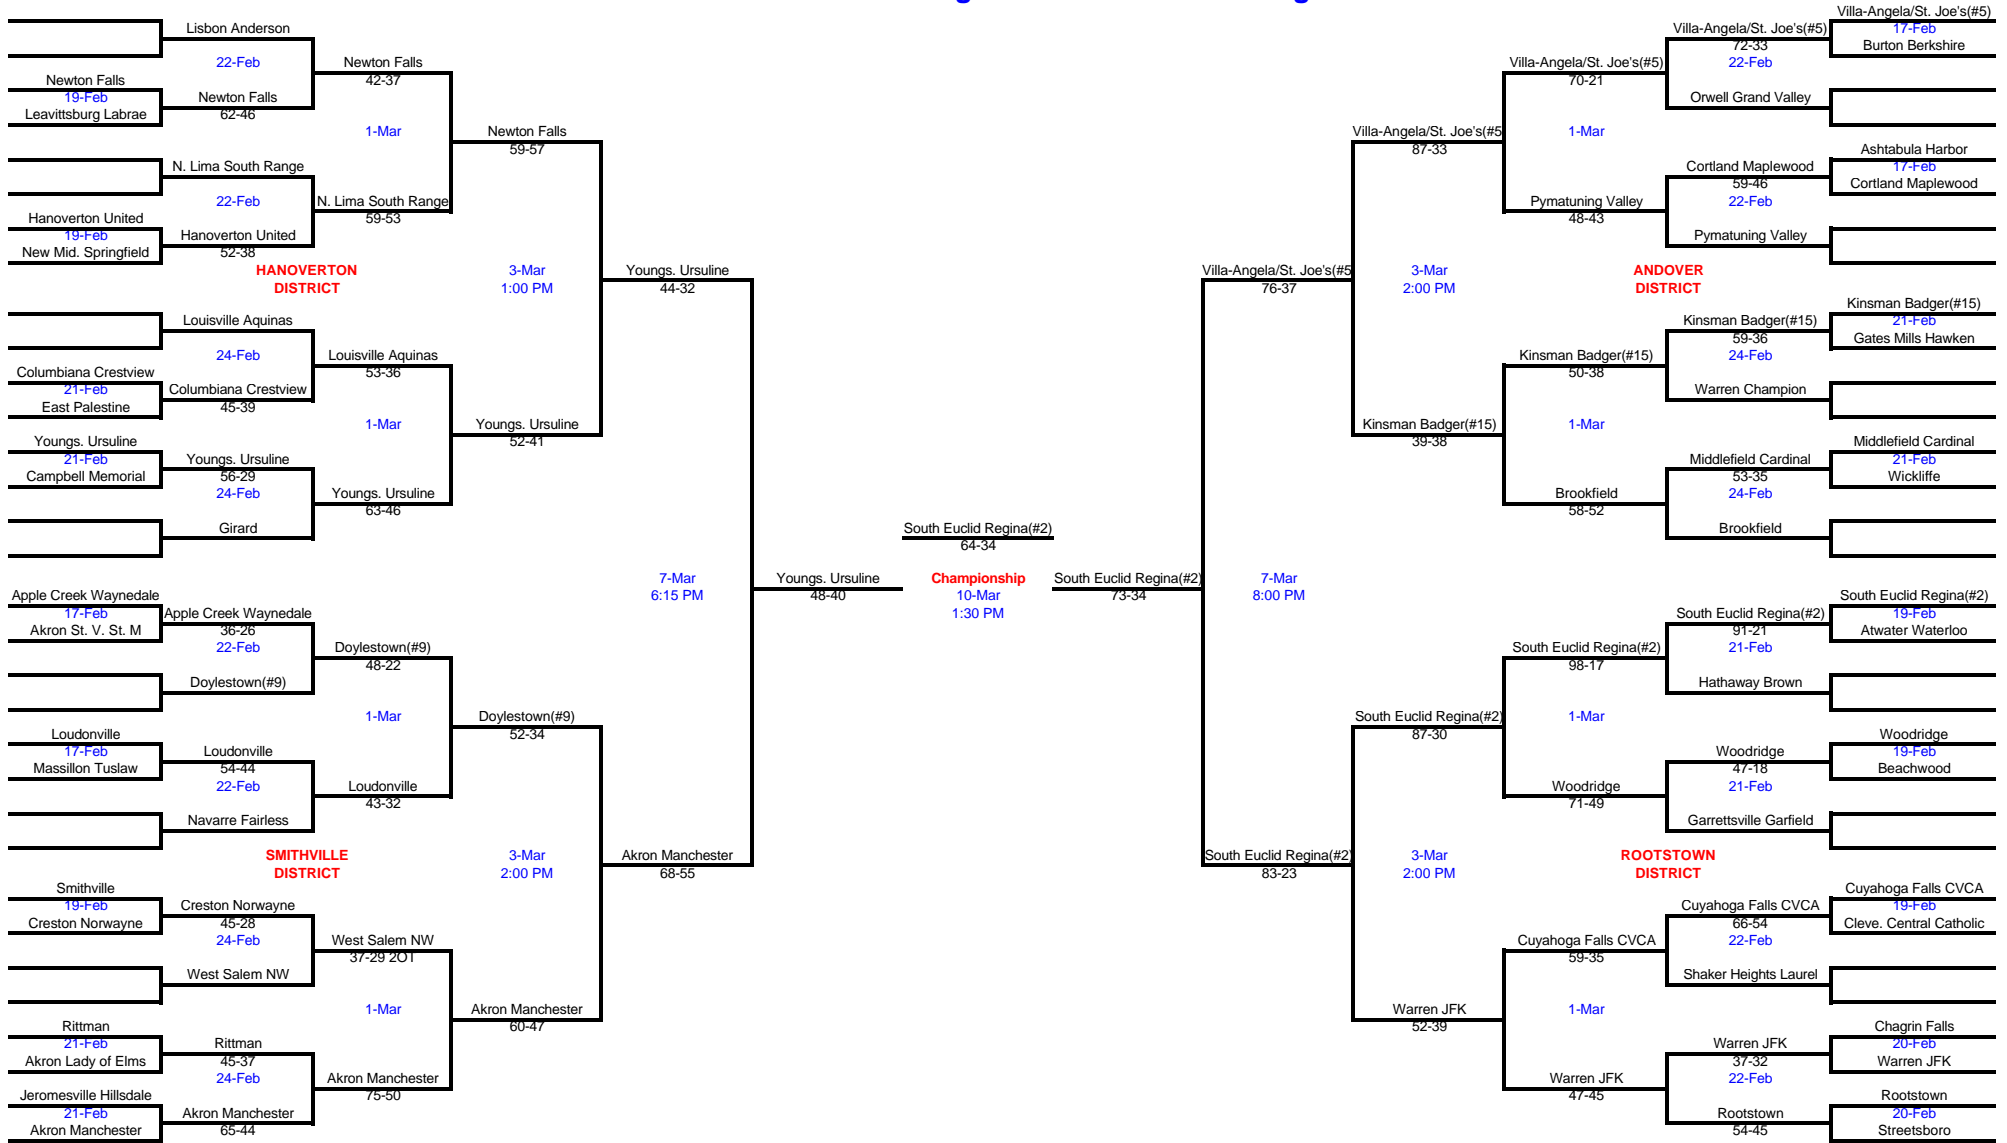 Lisbon Anderson
22-Feb
Newton Falls
42-37
Newton Falls
19-Feb
Leavittsburg Labrae
Newton Falls
62-46
1-Mar
Newton Falls
59-57
N. Lima South Range
22-Feb
N. Lima South Range
59-53
Hanoverton United
19-Feb
New Mid. Springfield
Hanoverton United
52-38
HANOVERTON
DISTRICT
3-Mar
1:00 PM
Youngs. Ursuline
44-32
Louisville Aquinas
24-Feb
Louisville Aquinas
53-36
Columbiana Crestview
21-Feb
East Palestine
Columbiana Crestview
45-39
1-Mar
Youngs. Ursuline
52-41
Youngs. Ursuline
21-Feb
Campbell Memorial
Youngs. Ursuline
56-29
24-Feb
Youngs. Ursuline
63-46
Girard
7-Mar
6:15 PM
Youngs. Ursuline
48-40
Apple Creek Waynedale
17-Feb
Akron St. V. St. M
Apple Creek Waynedale
36-26
22-Feb
Doylestown(#9)
48-22
Doylestown(#9)
1-Mar
Doylestown(#9)
52-34
Loudonville
17-Feb
Massillon Tuslaw
Loudonville
54-44
22-Feb
Loudonville
43-32
Navarre Fairless
SMITHVILLE
DISTRICT
3-Mar
2:00 PM
Akron Manchester
68-55
Smithville
19-Feb
Creston Norwayne
Creston Norwayne
45-28
24-Feb
West Salem NW
37-29 2OT
West Salem NW
1-Mar
Akron Manchester
60-47
Rittman
21-Feb
Akron Lady of Elms
Rittman
45-37
24-Feb
Akron Manchester
75-50
Jeromesville Hillsdale
21-Feb
Akron Manchester
Akron Manchester
65-44
South Euclid Regina(#2)
64-34
Championship
10-Mar
1:30 PM
South Euclid Regina(#2)
73-34
7-Mar
8:00 PM
Villa-Angela/St. Joe's(#5)
17-Feb
Burton Berkshire
Villa-Angela/St. Joe's(#5)
72-33
22-Feb
Villa-Angela/St. Joe's(#5)
70-21
Orwell Grand Valley
1-Mar
Villa-Angela/St. Joe's(#5
87-33
Ashtabula Harbor
17-Feb
Cortland Maplewood
Cortland Maplewood
59-46
22-Feb
Pymatuning Valley
48-43
Pymatuning Valley
Villa-Angela/St. Joe's(#5
76-37
3-Mar
2:00 PM
ANDOVER
DISTRICT
Kinsman Badger(#15)
21-Feb
Gates Mills Hawken
Kinsman Badger(#15)
59-36
24-Feb
Kinsman Badger(#15)
50-38
Warren Champion
1-Mar
Kinsman Badger(#15)
39-38
Middlefield Cardinal
21-Feb
Wickliffe
Middlefield Cardinal
53-35
24-Feb
Brookfield
58-52
Brookfield
South Euclid Regina(#2)
19-Feb
Atwater Waterloo
South Euclid Regina(#2)
91-21
21-Feb
South Euclid Regina(#2)
98-17
Hathaway Brown
1-Mar
South Euclid Regina(#2)
87-30
Woodridge
19-Feb
Beachwood
Woodridge
47-18
21-Feb
Woodridge
71-49
Garrettsville Garfield
South Euclid Regina(#2)
83-23
3-Mar
2:00 PM
ROOTSTOWN
DISTRICT
Cuyahoga Falls CVCA
19-Feb
Cleve. Central Catholic
Cuyahoga Falls CVCA
66-54
22-Feb
Cuyahoga Falls CVCA
59-35
Shaker Heights Laurel
1-Mar
Warren JFK
52-39
Chagrin Falls
20-Feb
Warren JFK
Warren JFK
37-32
22-Feb
Warren JFK
47-45
Rootstown
20-Feb
Streetsboro
Rootstown
54-45